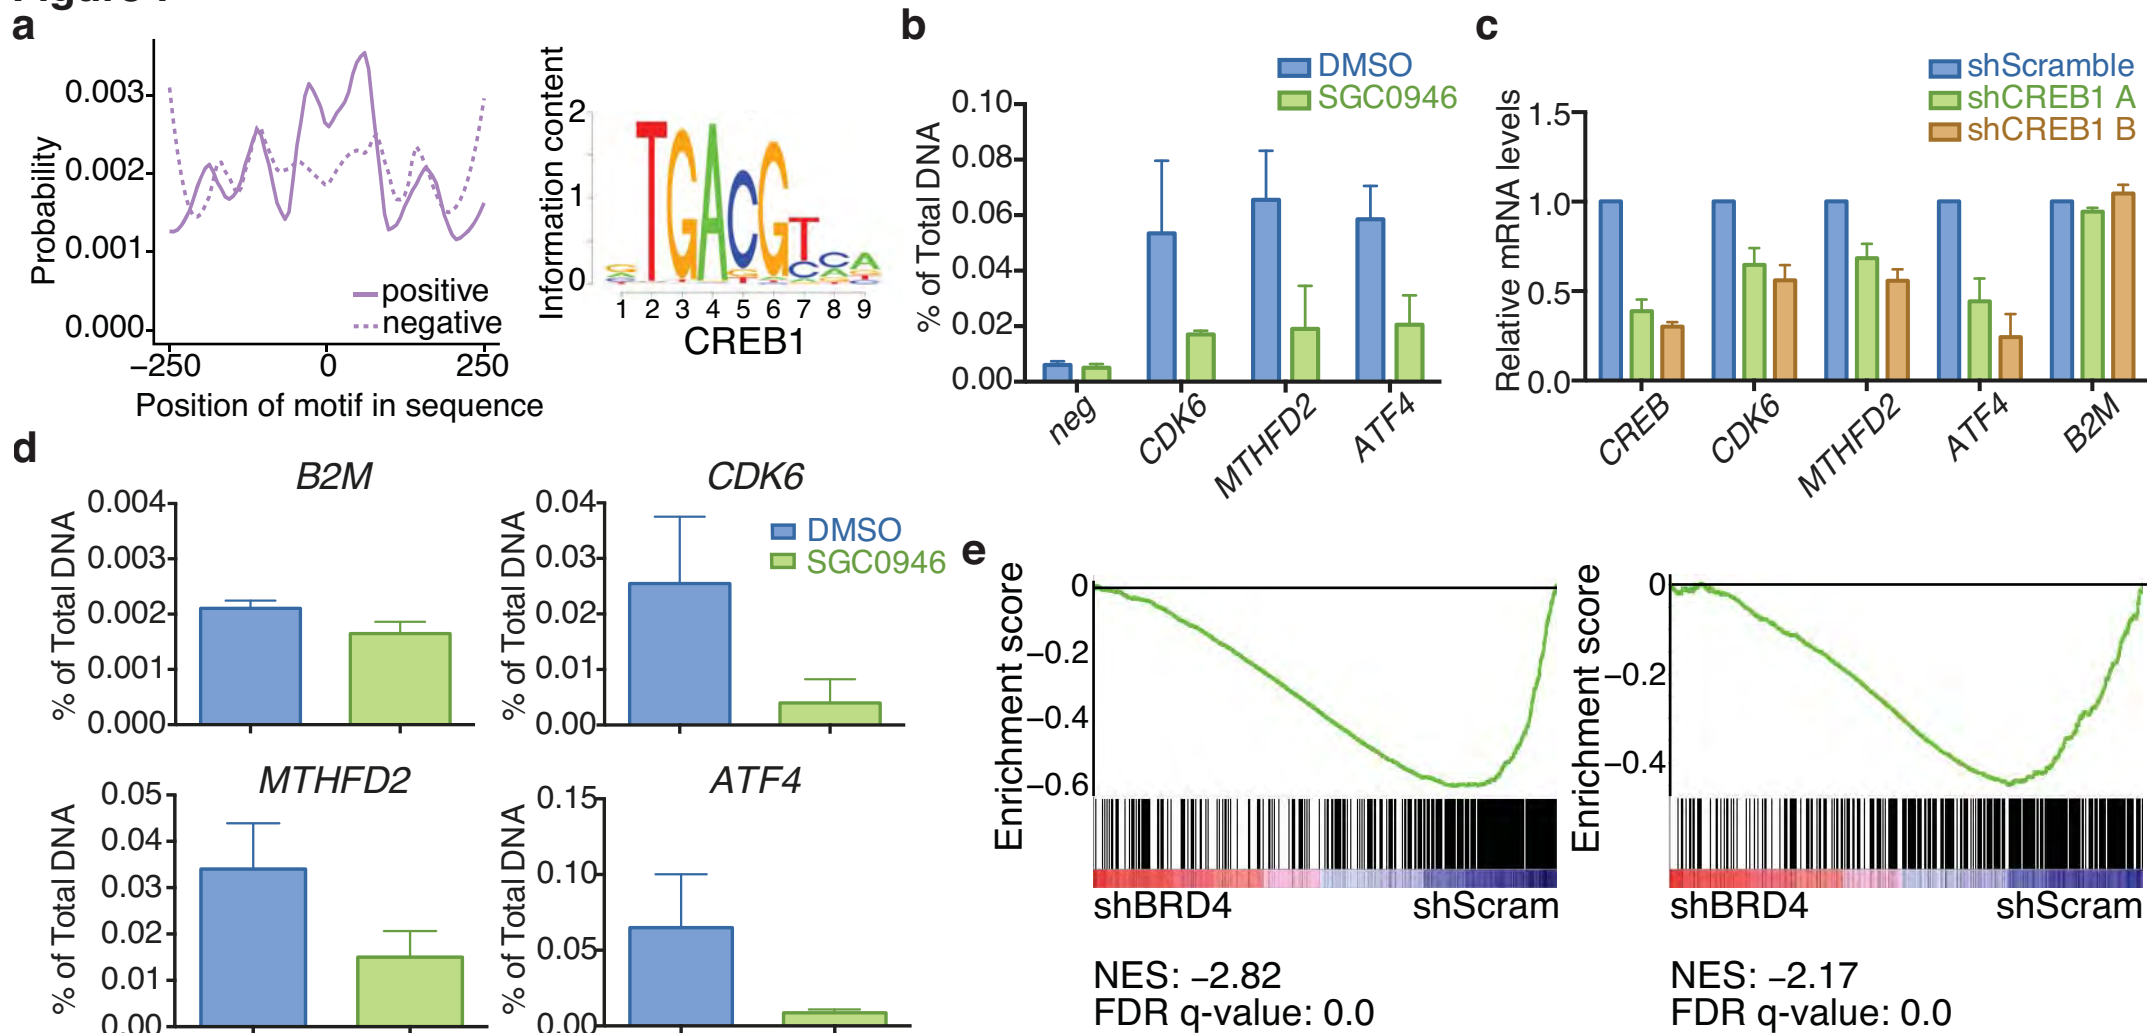 a
0.003
0.002
0.001
0.000
Probability
−250
0
250
Position of motif in sequence
positive
negative
Information content
2
1
0
TGACGT
1 2 3 4 5 6 7 8 9
CREB1
b
DMSO
SGC0946
% of Total DNA
0.10
0.08
0.06
0.04
0.02
0.00
neg
CDK6
MTHFD2
ATF4
c
shScramble
shCREB1 A
shCREB1 B
Relative mRNA levels
1.5
1.0
0.5
0.0
CREB
CDK6
MTHFD2
ATF4
B2M
d
B2M
% of Total DNA
0.004
0.003
0.002
0.001
0.000
CDK6
% of Total DNA
0.04
0.03
0.02
0.01
0.00
DMSO
SGC0946
MTHFD2
% of Total DNA
0.05
0.04
0.03
0.02
0.01
0.00
ATF4
% of Total DNA
0.15
0.10
0.05
0.00
e
Enrichment score
0
−0.2
−0.4
−0.6
shBRD4 shScram
NES: −2.82
FDR q-value: 0.0
Enrichment score
0
−0.2
−0.4
shBRD4 shScram
NES: −2.17
FDR q-value: 0.0